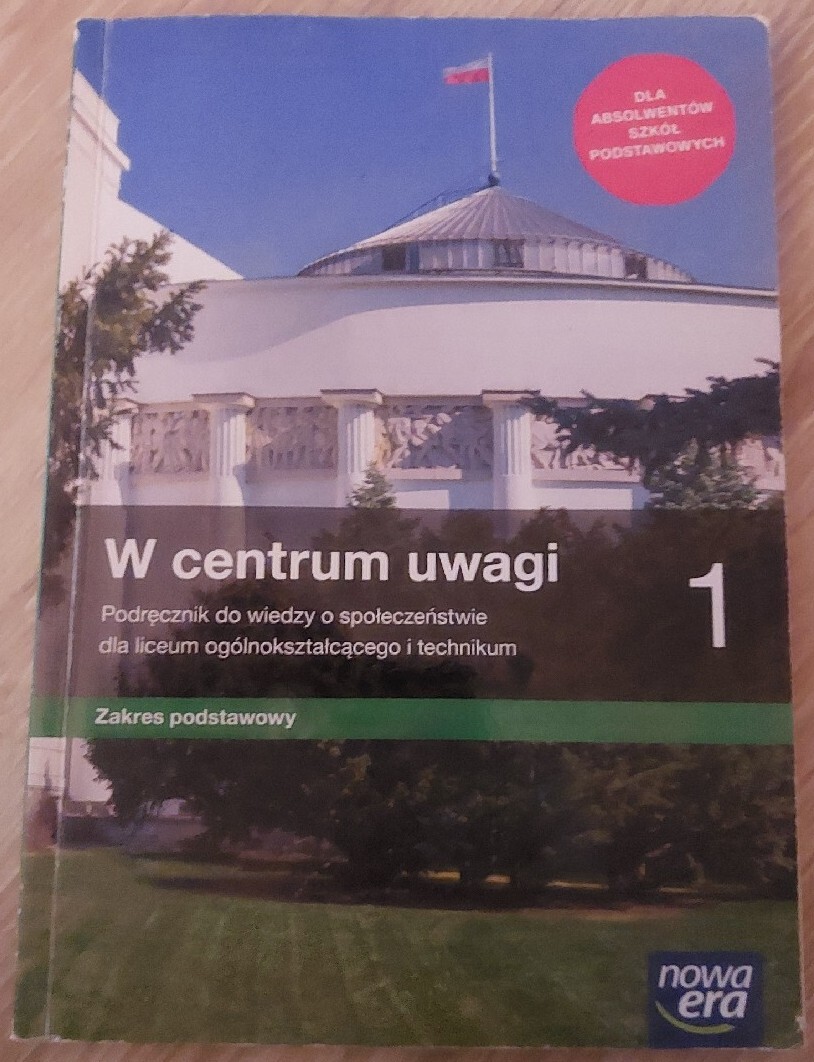 DLA
ABSOLWENTÓW
SZKÓŁ
PODSTAWOWYCH
W centrum uwagi
1
Podręcznik do wiedzy o społeczeństwie
dla liceum ogólnokształcącego i technikum
Zakres podstawowy
nowa
era